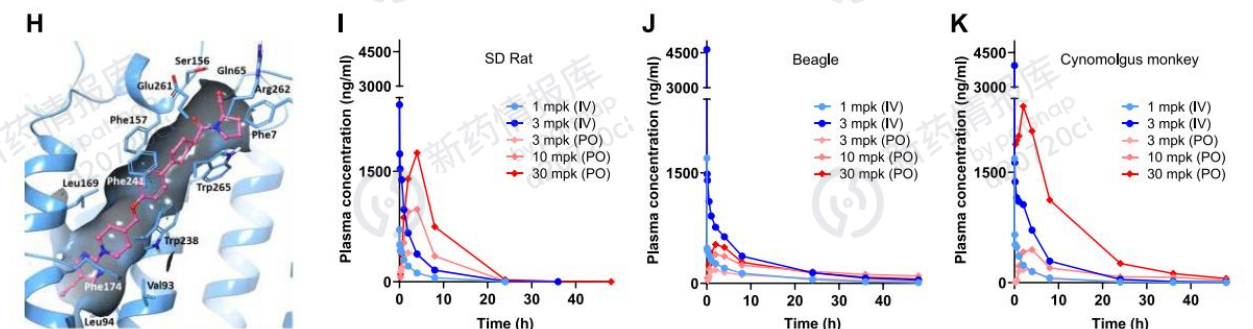 H
Ser156
Gln65
Glu261
Arg262
Phe157
Phe7
Leu169
Phe241
Trp265
Trp238
Phe174
Val93
Leu94
I
SD Rat
Plasma concentration (ng/ml)
4500
3000
1500
0
1 mpk (IV)
3 mpk (IV)
3 mpk (PO)
10 mpk (PO)
30 mpk (PO)
0 10 20 30 40
Time (h)
J
Beagle
Plasma concentration (ng/ml)
4500
3000
1500
0
1 mpk (IV)
3 mpk (IV)
3 mpk (PO)
10 mpk (PO)
30 mpk (PO)
0 10 20 30 40
Time (h)
K
Cynomolgus monkey
Plasma concentration (ng/ml)
4500
3000
1500
0
1 mpk (IV)
3 mpk (IV)
3 mpk (PO)
10 mpk (PO)
30 mpk (PO)
0 10 20 30 40
Time (h)
新药情报库